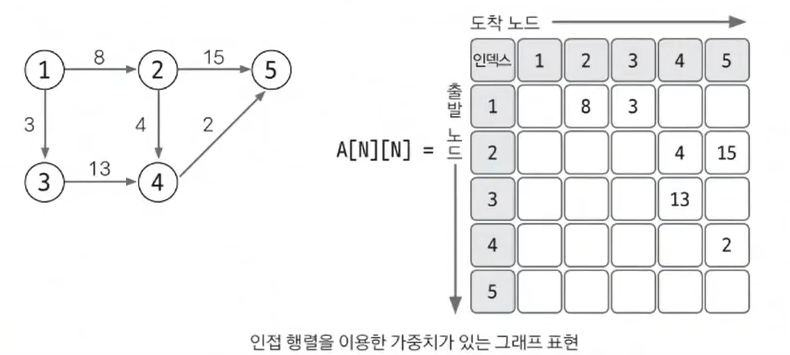 도착 노드
1 8 2 15 5
3 4 2
3 13 4
A[N][N] =
출발 노드
인덱스 1 2 3 4 5
1 8 3
2 4 15
3 13
4 2
5
인접 행렬을 이용한 가중치가 있는 그래프 표현